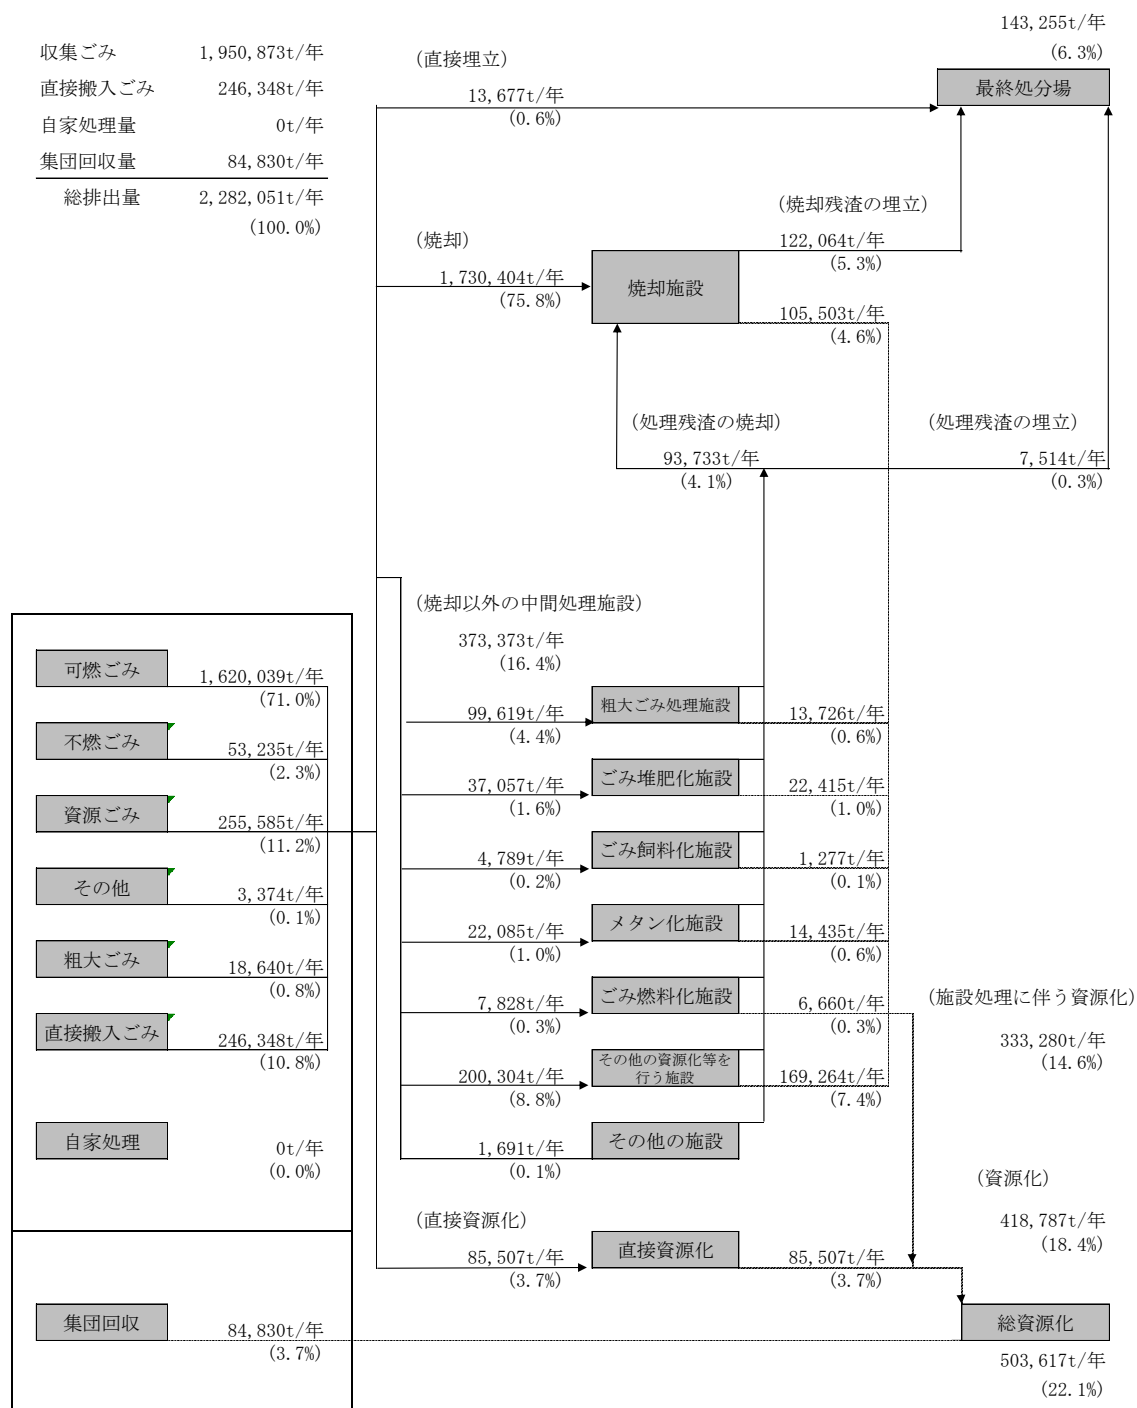 収集ごみ 1,950,873t/年
直接搬入ごみ 246,348t/年
自家処理量 0t/年
集団回収量 84,830t/年
総排出量 2,282,051t/年
(100.0%)
(直接埋立)
13,677t/年
(0.6%)
143,255t/年
(6.3%)
最終処分場
(焼却)
1,730,404t/年
(75.8%)
焼却施設
(焼却残渣の埋立)
122,064t/年
(5.3%)
105,503t/年
(4.6%)
(処理残渣の焼却)
93,733t/年
(4.1%)
(処理残渣の埋立)
7,514t/年
(0.3%)
可燃ごみ 1,620,039t/年
(71.0%)
不燃ごみ 53,235t/年
(2.3%)
資源ごみ 255,585t/年
(11.2%)
その他 3,374t/年
(0.1%)
粗大ごみ 18,640t/年
(0.8%)
直接搬入ごみ 246,348t/年
(10.8%)
自家処理 0t/年
(0.0%)
集団回収 84,830t/年
(3.7%)
(焼却以外の中間処理施設)
373,373t/年
(16.4%)
99,619t/年 粗大ごみ処理施設 13,726t/年
(4.4%) (0.6%)
37,057t/年 ごみ堆肥化施設 22,415t/年
(1.6%) (1.0%)
4,789t/年 ごみ飼料化施設 1,277t/年
(0.2%) (0.1%)
22,085t/年 メタン化施設 14,435t/年
(1.0%) (0.6%)
7,828t/年 ごみ燃料化施設 6,660t/年
(0.3%) (0.3%)
その他の資源化等を
行う施設
200,304t/年 169,264t/年
(8.8%) (7.4%)
1,691t/年 その他の施設
(0.1%)
(直接資源化)
85,507t/年 直接資源化 85,507t/年
(3.7%) (3.7%)
(施設処理に伴う資源化)
333,280t/年
(14.6%)
(資源化)
418,787t/年
(18.4%)
総資源化
503,617t/年
(22.1%)